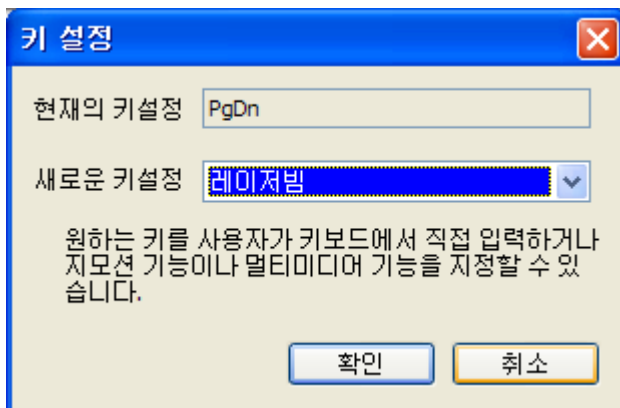 키 설정
현재의 키설정 PgDn
새로운 키설정 레이저빔
원하는 키를 사용자가 키보드에서 직접 입력하거나
지모션 기능이나 멀티미디어 기능을 지정할 수 있
습니다.
확인 취소